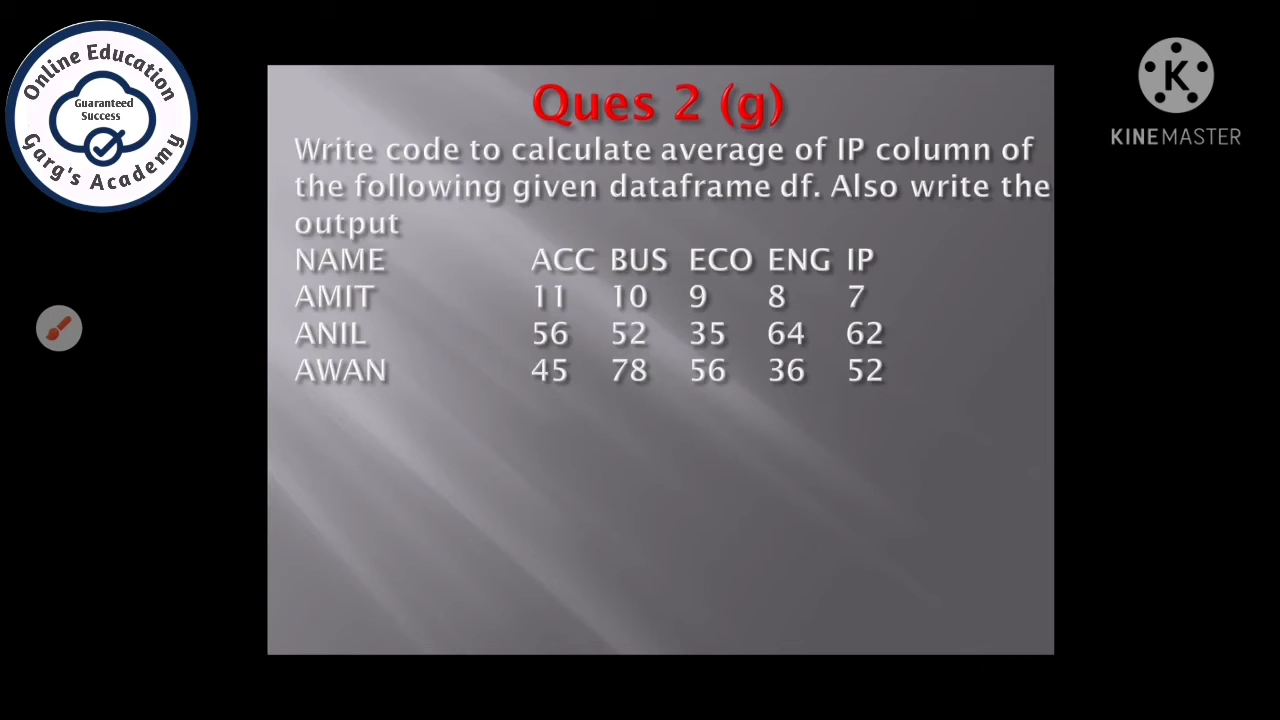 Online Education
Guaranteed
Success
Garg's Academy
KINEMASTER
Ques 2 (g)
Write code to calculate average of IP column of
the following given dataframe df. Also write the
output
NAME ACC BUS ECO ENG IP
AMIT 11 10 9 8 7
ANIL 56 52 35 64 62
AWAN 45 78 56 36 52